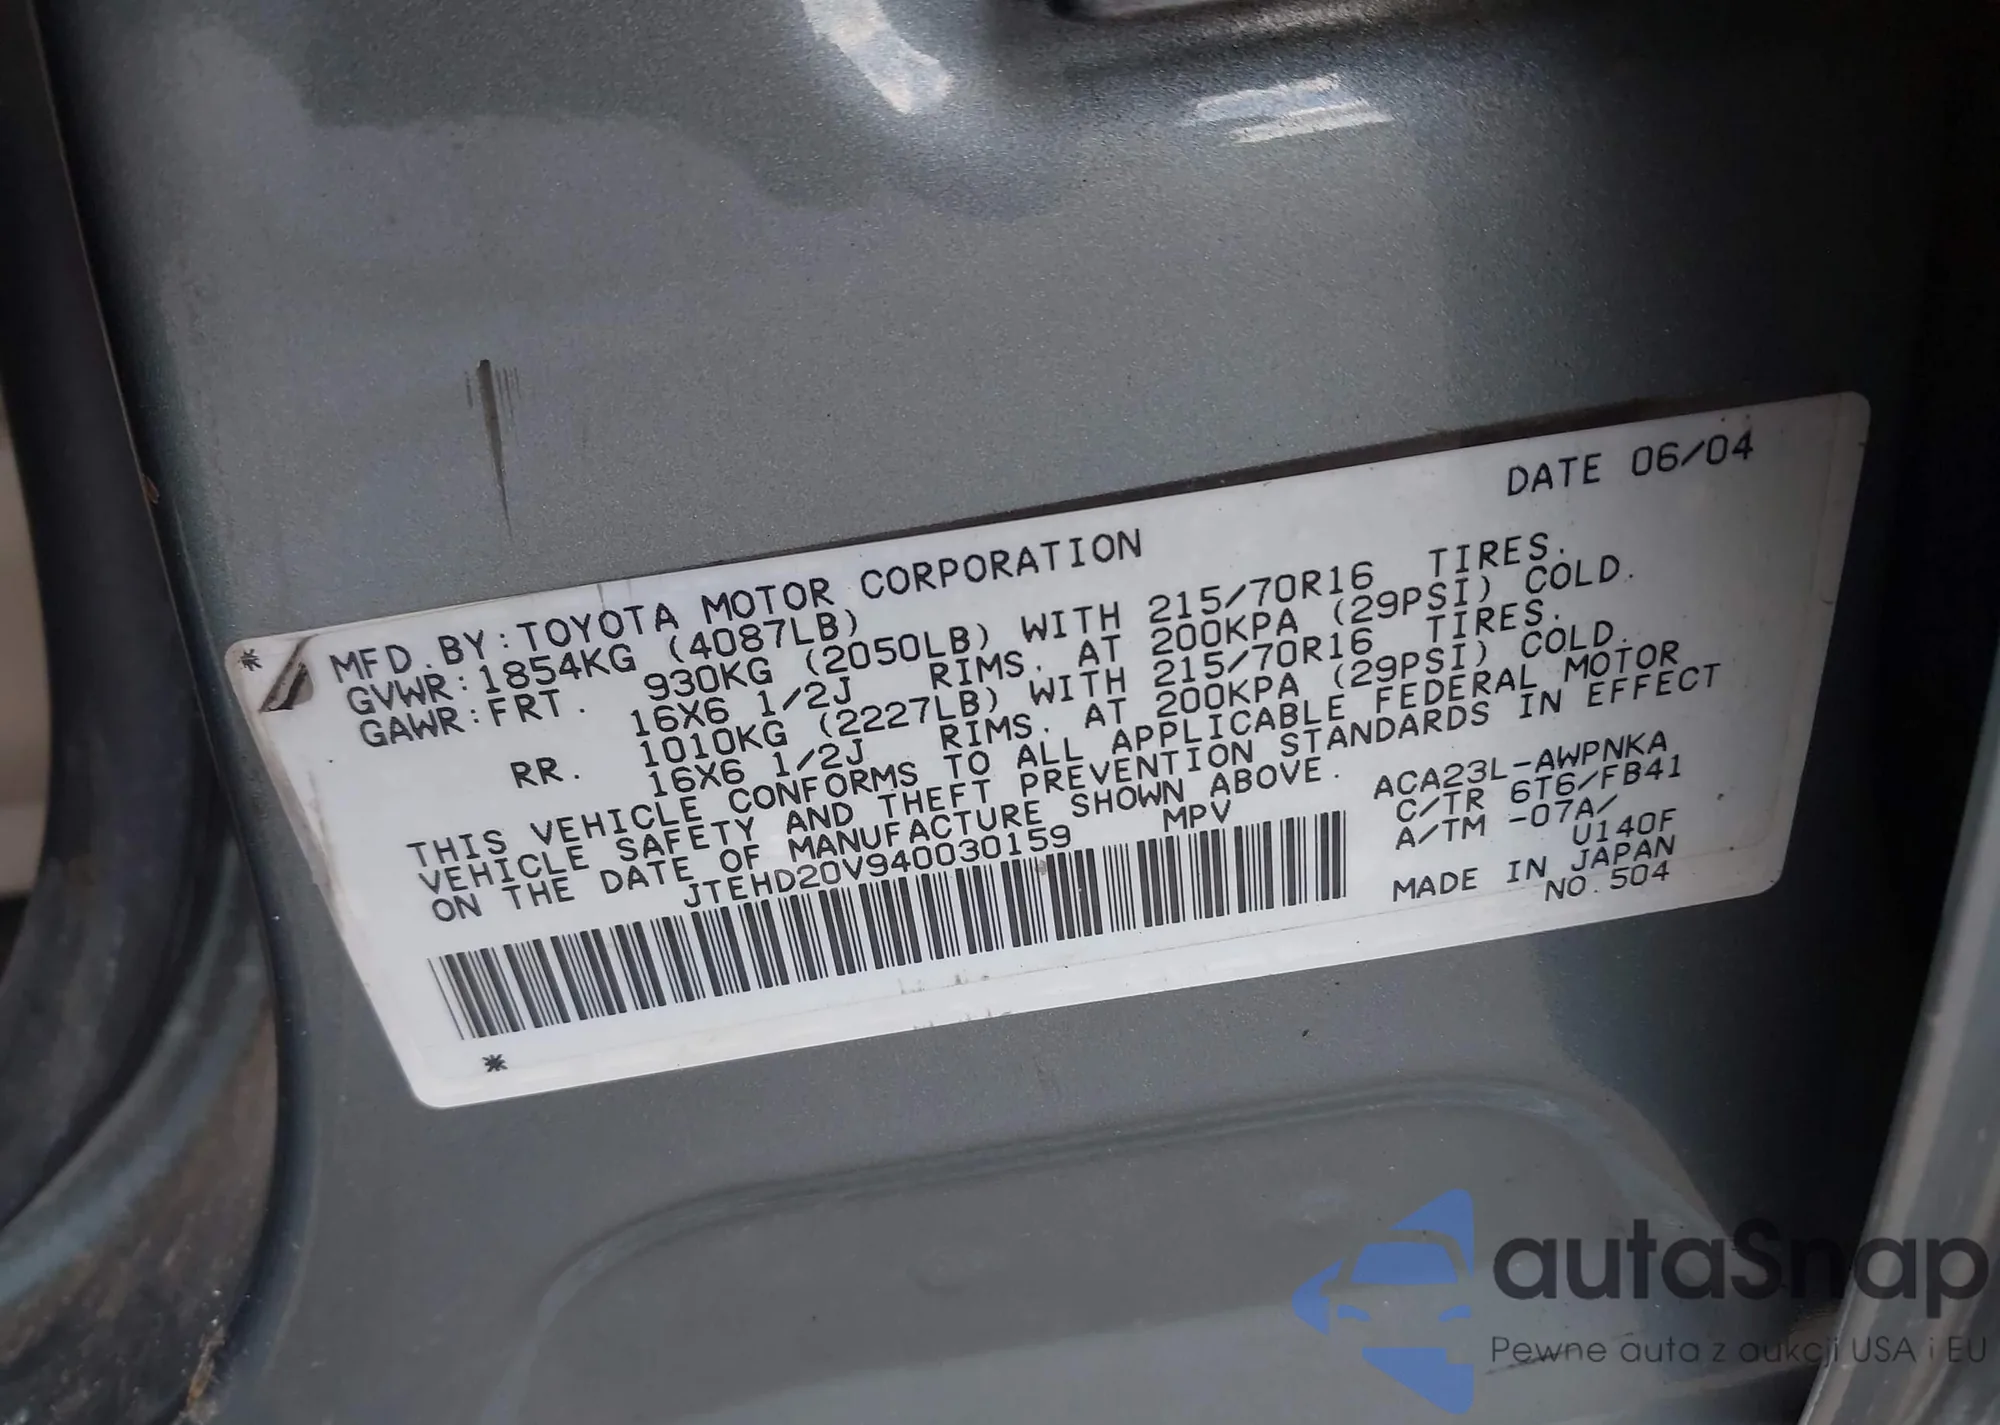 DATE 06/04
* MFD.BY:TOYOTA MOTOR CORPORATION
GVWR:1854KG (4087LB)
GAWR:FRT. 930KG (2050LB) WITH 215/70R16 TIRES.
16X6 1/2J RIMS. AT 200KPA (29PSI) COLD.
RR. 1010KG (2227LB) WITH 215/70R16 TIRES.
16X6 1/2J RIMS. AT 200KPA (29PSI) COLD.
THIS VEHICLE CONFORMS TO ALL APPLICABLE FEDERAL MOTOR
VEHICLE SAFETY AND THEFT PREVENTION STANDARDS IN EFFECT
ON THE DATE OF MANUFACTURE SHOWN ABOVE.
JTEHD20V940030159 MPV
ACA23L-AWPNKA
C/TR 6T6/FB41
A/TM -07A/
U140F
MADE IN JAPAN
NO.504
*
autaSnap
Pewne auta z aukcji USA i EU